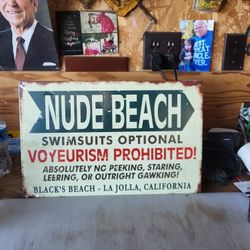 NUDE BEACH
SWIMSUITS OPTIONAL
VOYEURISM PROHIBITED!
ABSOLUTELY NO PEEKING, STARING,
LEERING, OR OUTRIGHT GAWKING!
BLACK'S BEACH - LA JOLLA, CALIFORNIA